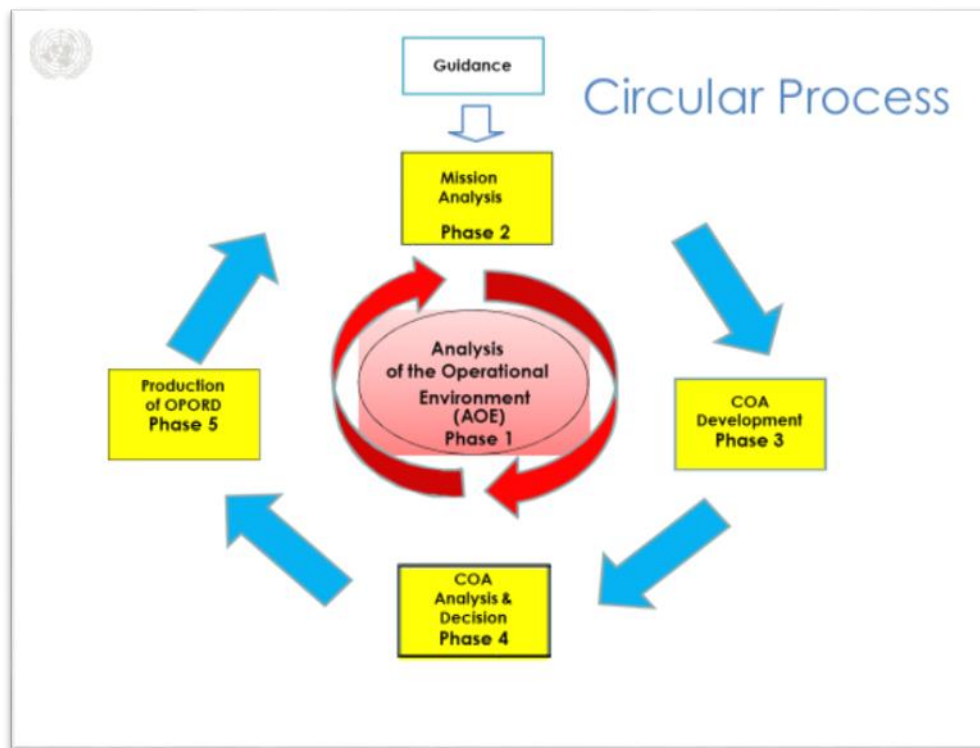 Guidance
Circular Process
Mission
Analysis
Phase 2
Analysis
of the Operational
Environment
(AOE)
Phase 1
Production
of OPORD
Phase 5
COA
Development
Phase 3
COA
Analysis &
Decision
Phase 4